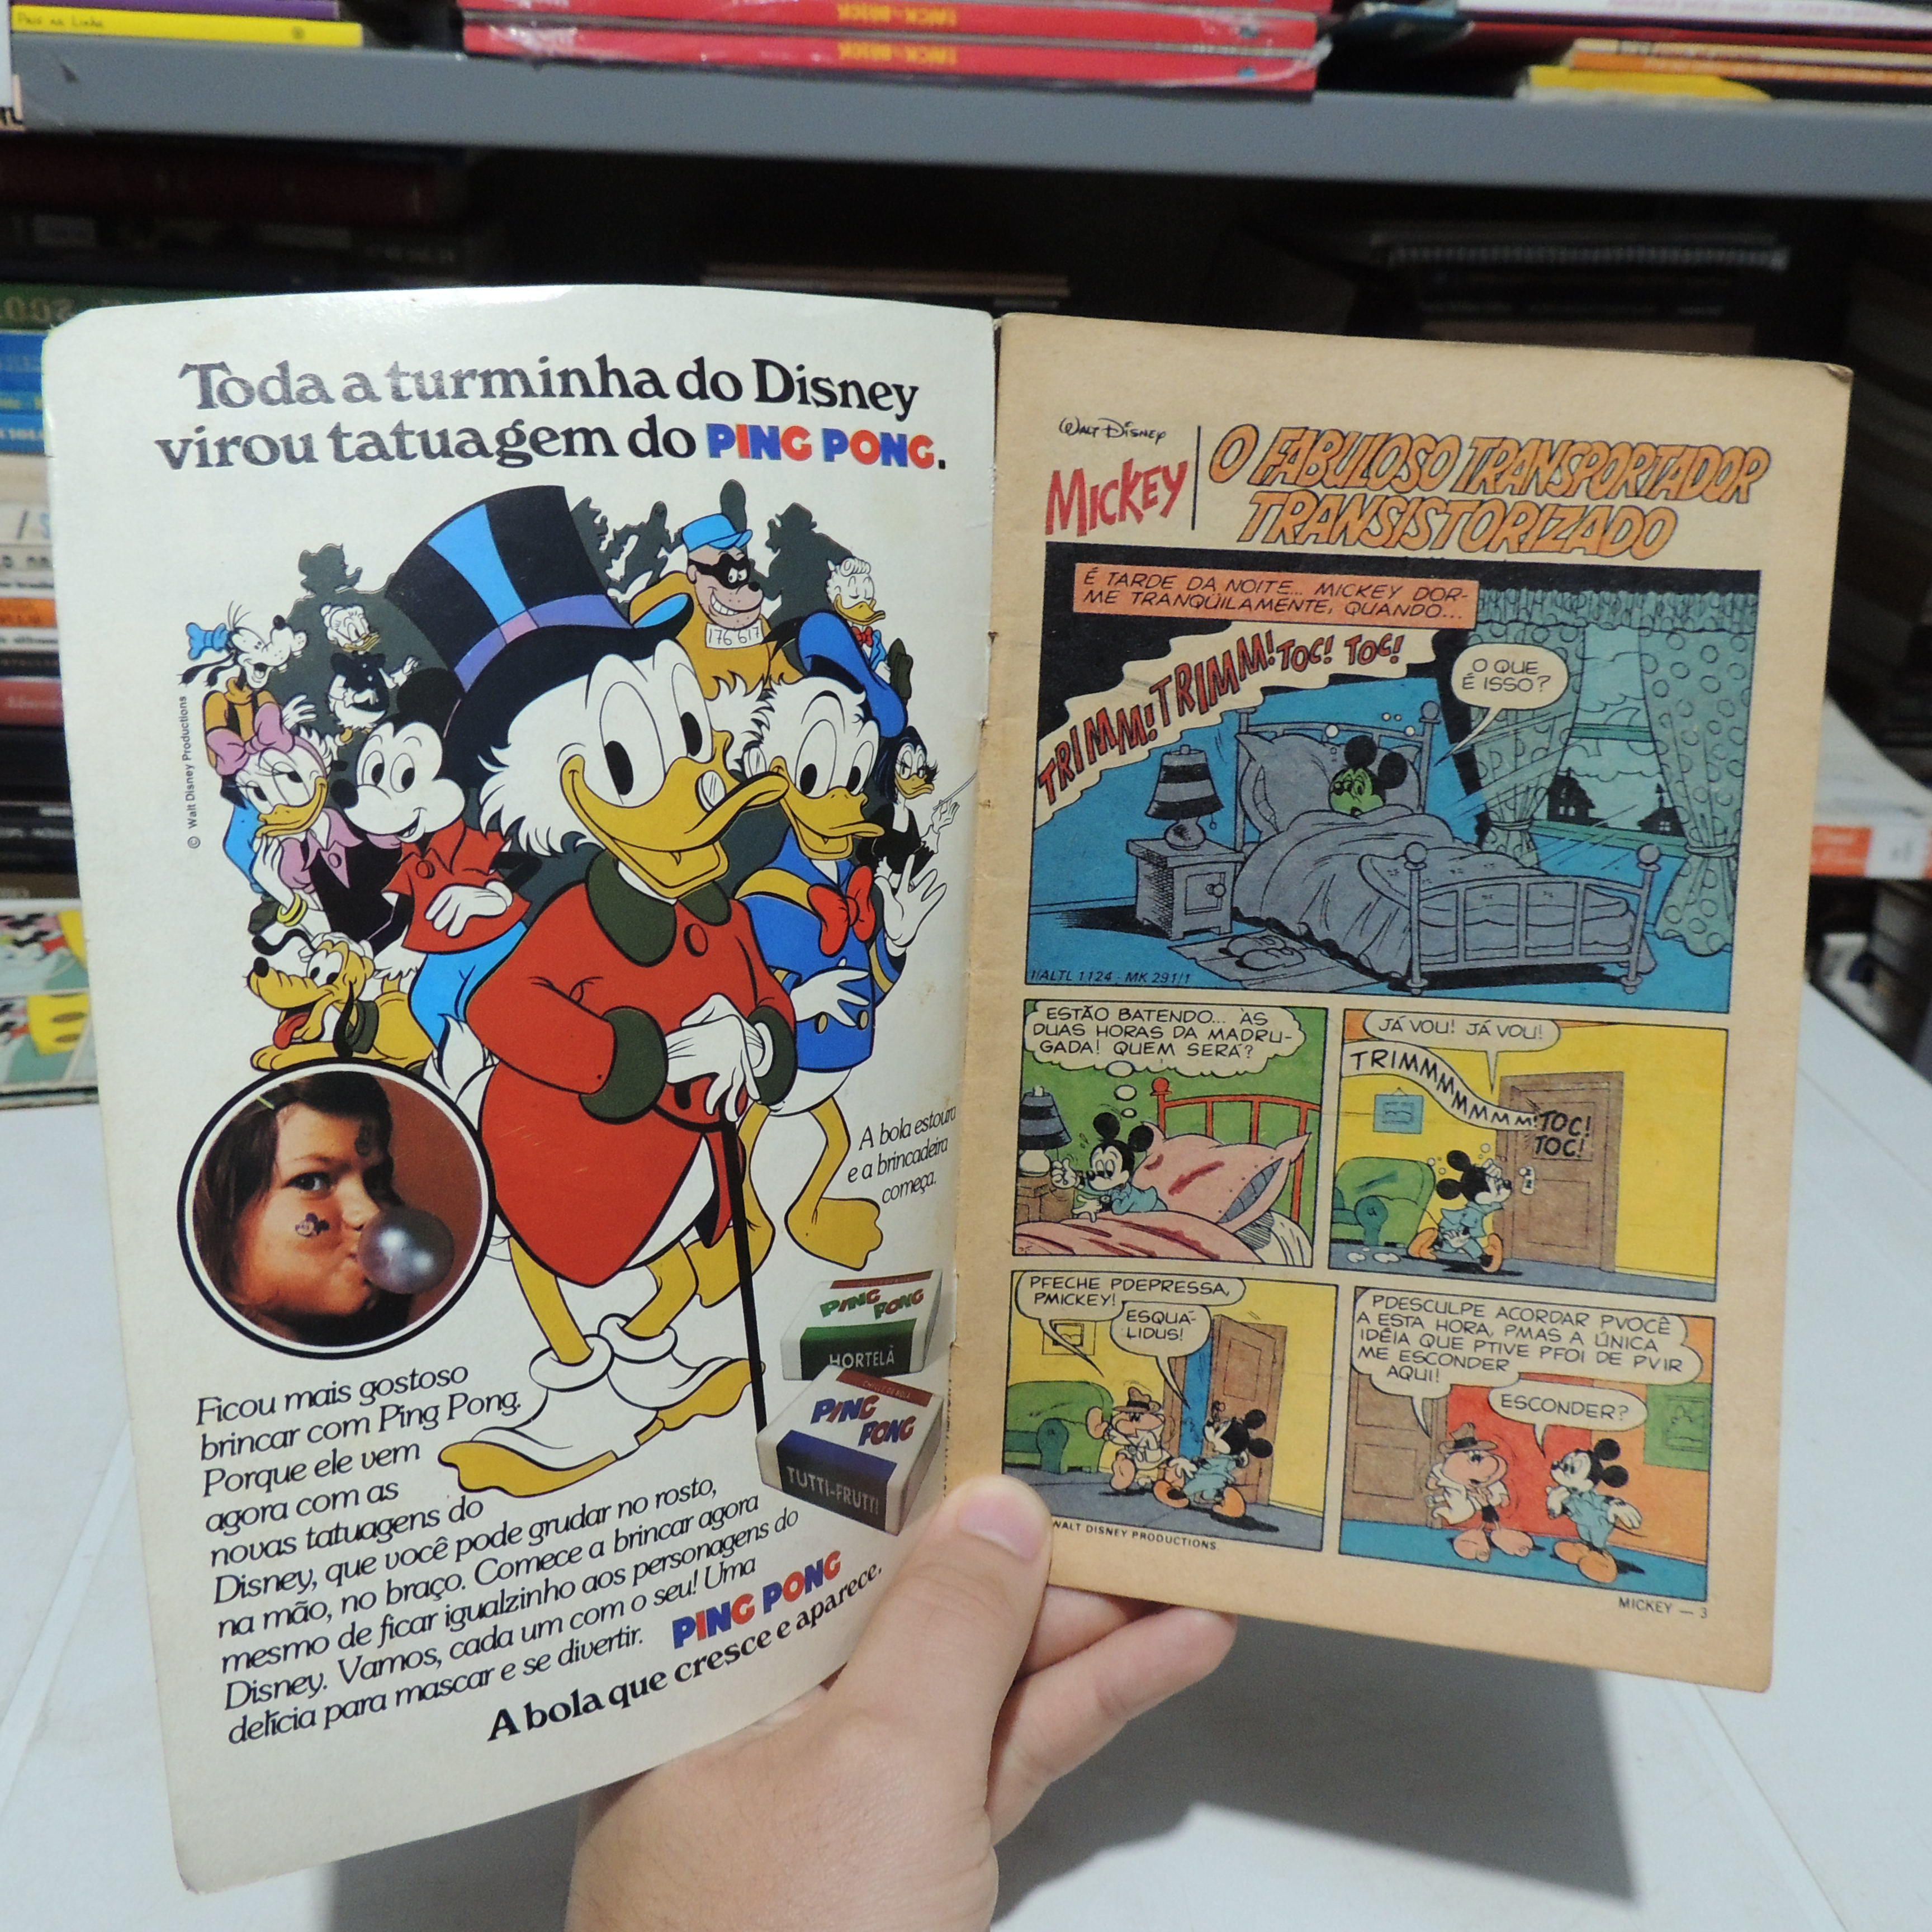 Toda a turminha do Disney
virou tatuagem do PING PONG.
© Walt Disney Productions
176 617
A bola estoura
e a brincadeira
começa.
PING PONG
HORTELÃ
PING PONG
TUTTI-FRUTTI
Ficou mais gostoso
brincar com Ping Pong.
Porque ele vem
agora com as
novas tatuagens do
Disney, que você pode grudar no rosto,
na mão, no braço. Comece a brincar agora
mesmo de ficar igualzinho aos personagens do
Disney. Vamos, cada um com o seu! Uma
delícia para mascar e se divertir.
PING PONG
A bola que cresce e aparece.
WALT DISNEY
MICKEY
O FABULOSO TRANSPORTADOR
TRANSISTORIZADO
É TARDE DA NOITE... MICKEY DOR-
ME TRANQÜILAMENTE, QUANDO...
TRIMM! TRIMM! TOC! TOC!
O QUE
É ISSO?
I/ALTL 1124 - MK 291/1
ESTÃO BATENDO... ÀS
DUAS HORAS DA MADRU-
GADA! QUEM SERÁ?
JÁ VOU! JÁ VOU!
TRIMMMMMMMM! TOC!
TOC!
PFECHE PDEPRESSA,
PMICKEY!
ESQUÁ-
LIDUS!
PDESCULPE ACORDAR PVOCÊ
A ESTA HORA, PMAS A ÚNICA
IDÉIA QUE PTIVE PFOI DE PVIR
ME ESCONDER
AQUI!
ESCONDER?
WALT DISNEY PRODUCTIONS.
MICKEY — 3